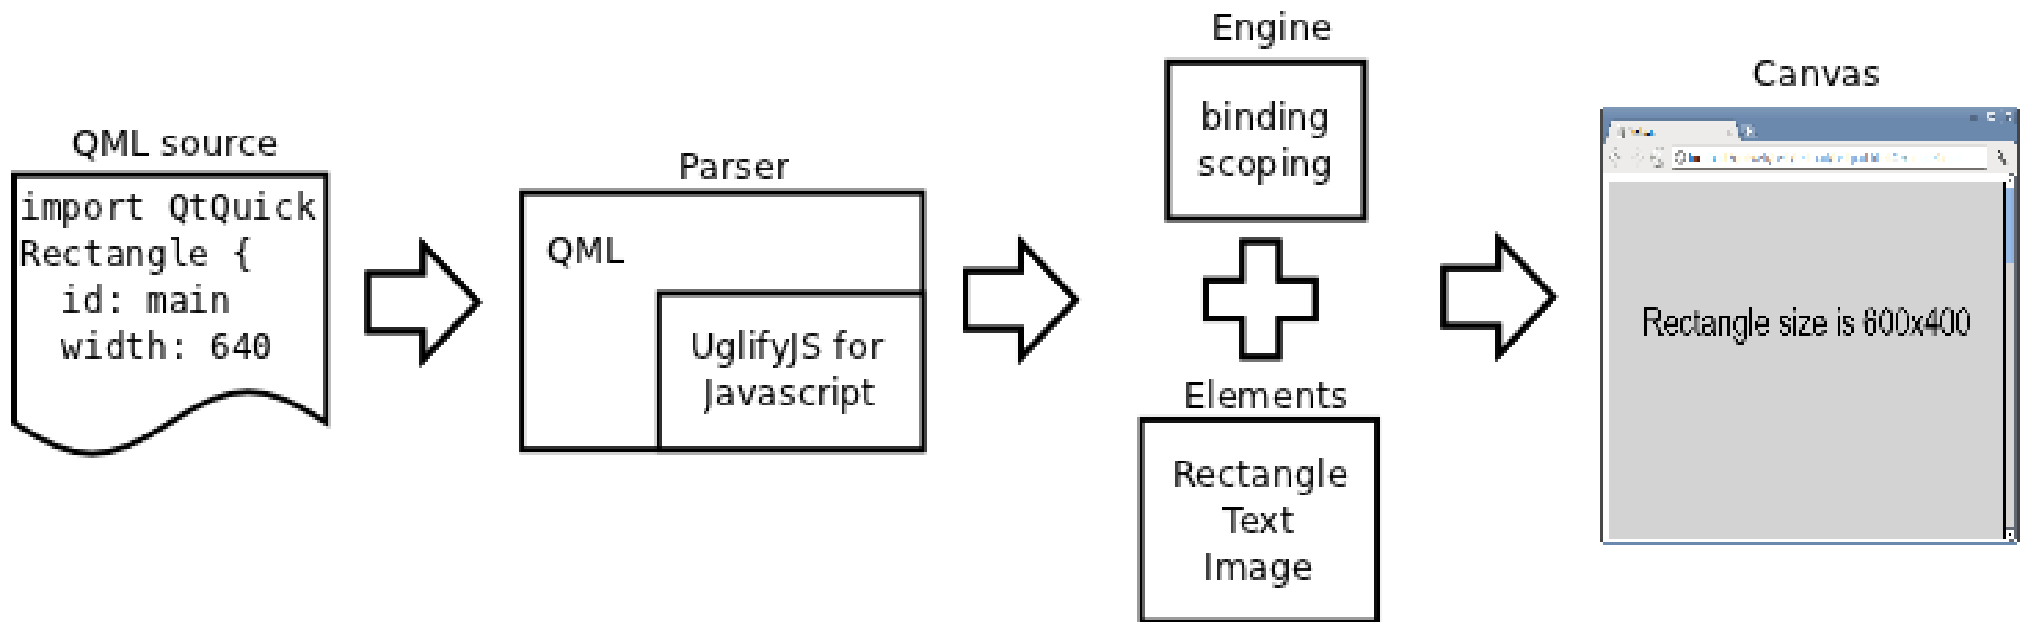 QML source
import QtQuick
Rectangle {
id: main
width: 640
Parser
QML
UglifyJS for
Javascript
Engine
binding
scoping
Elements
Rectangle
Text
Image
Canvas
Rectangle size is 600x400